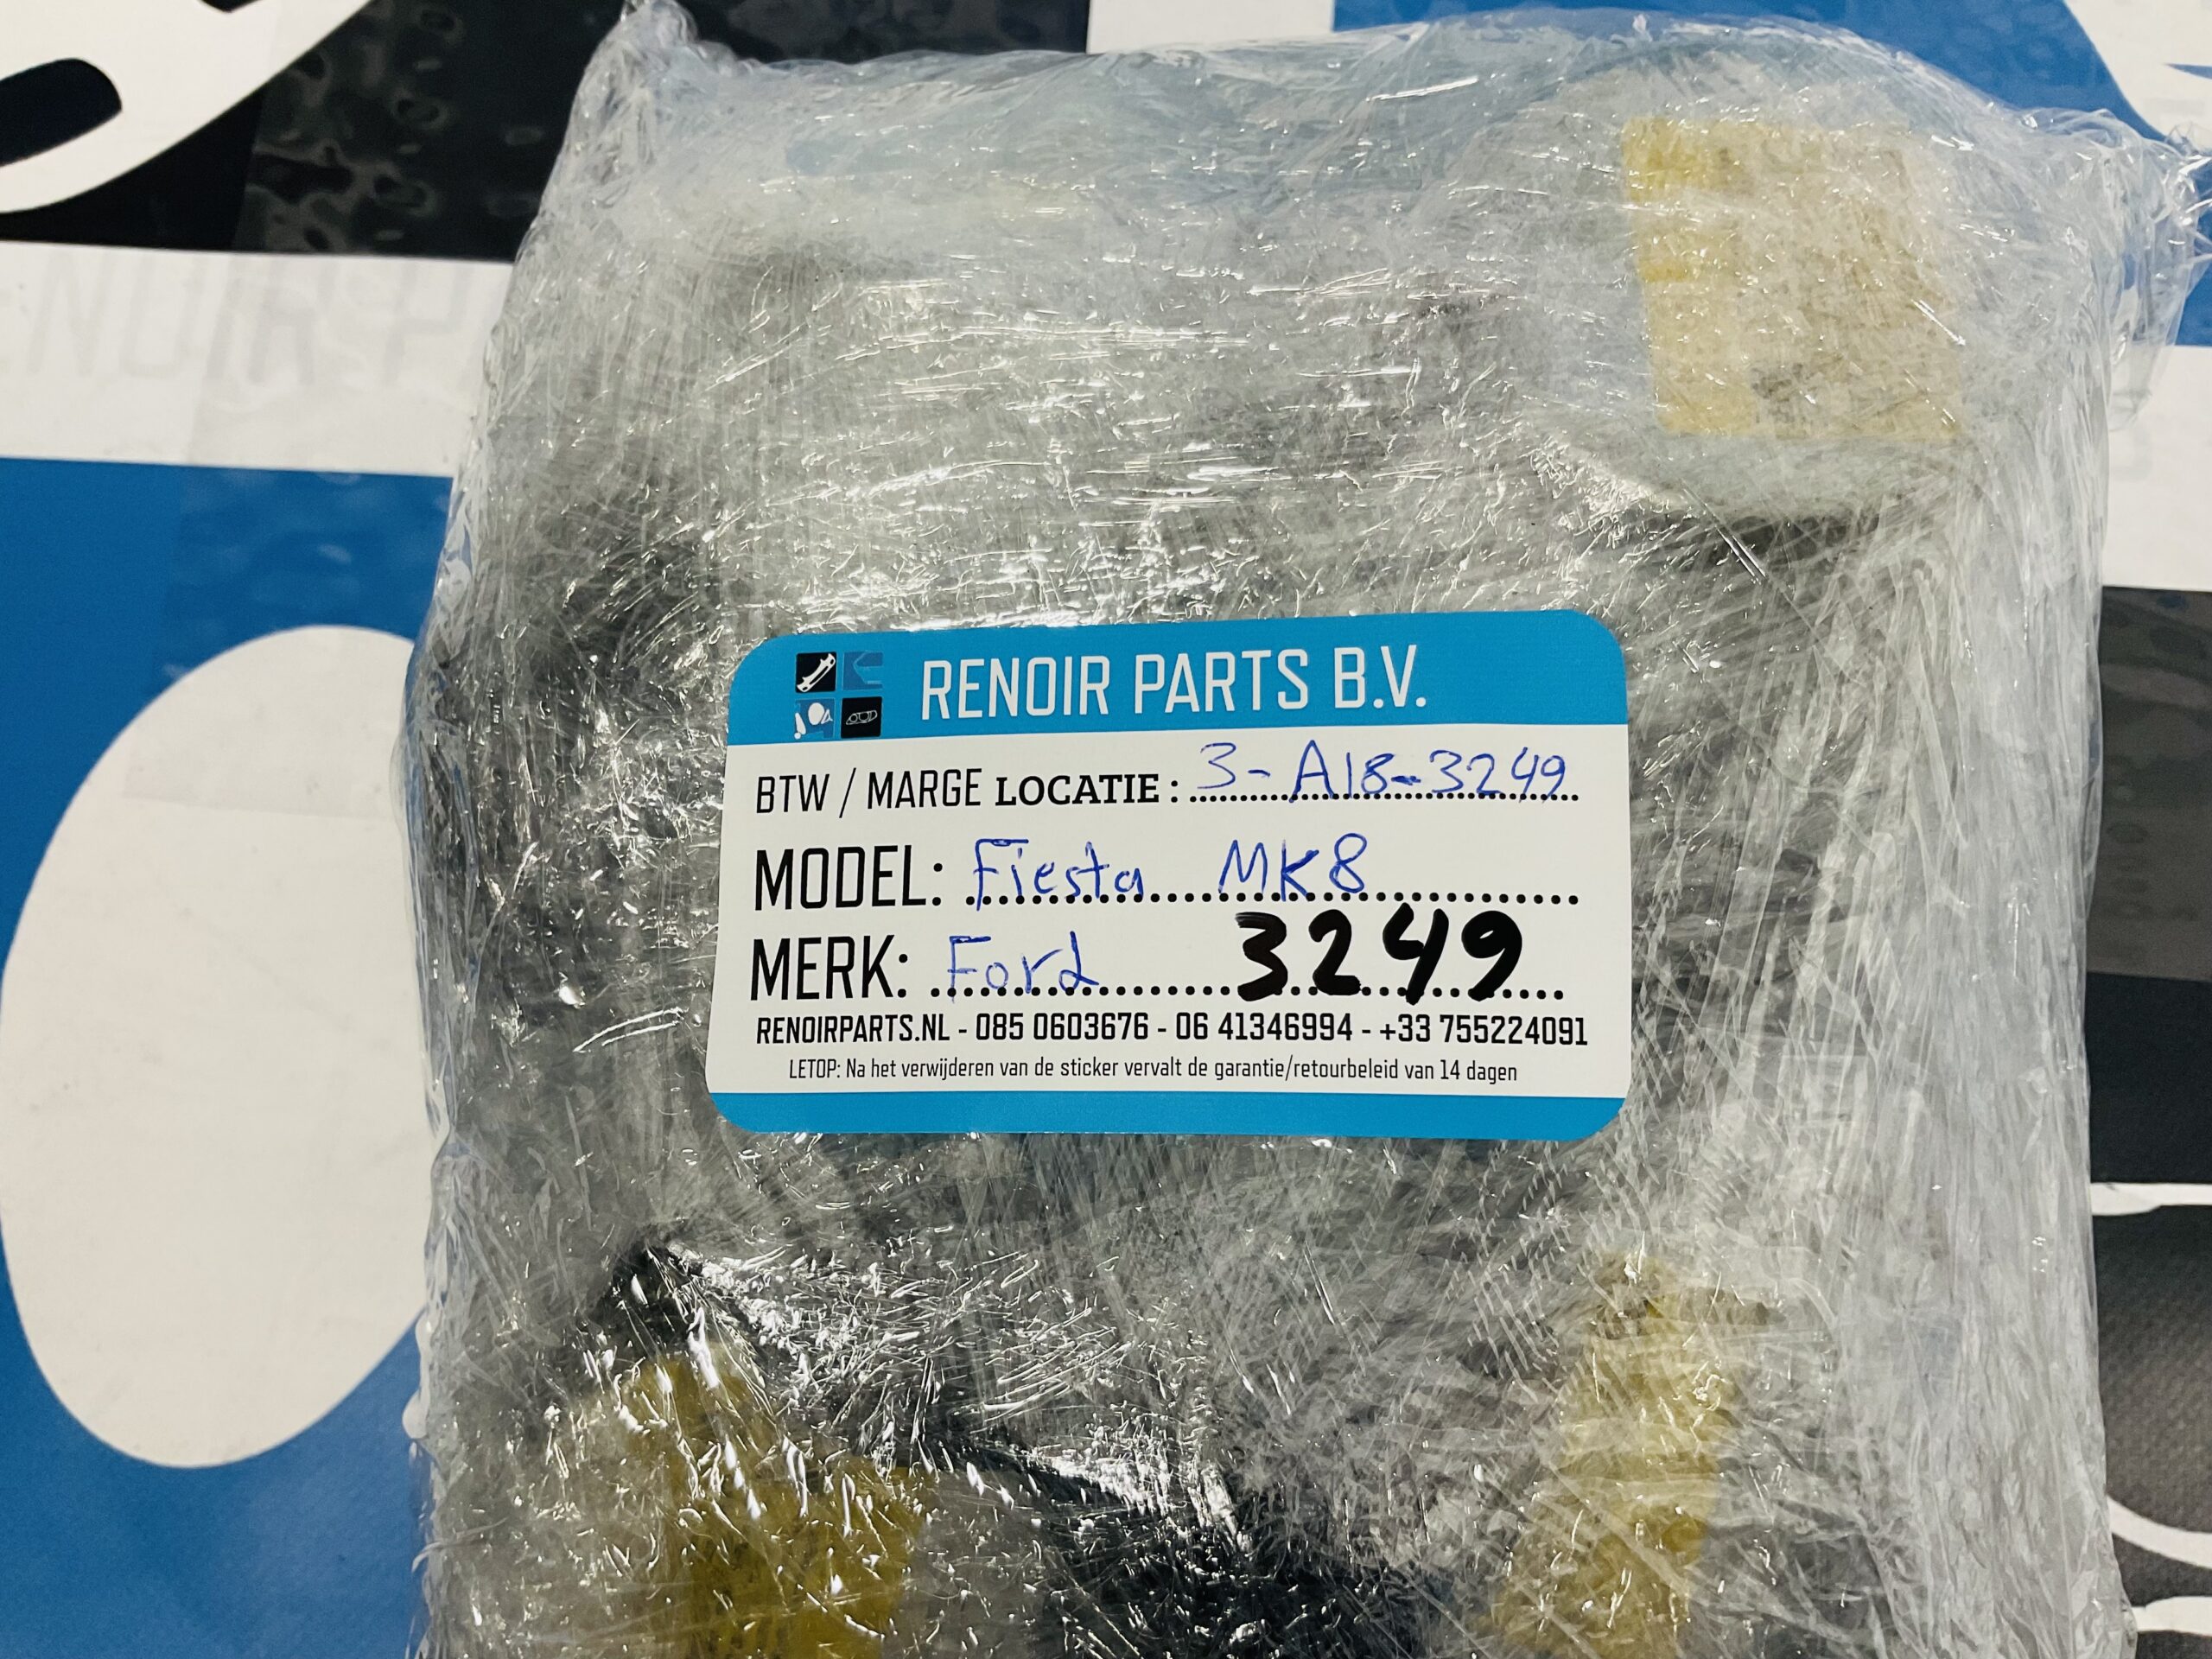 RENOIR PARTS B.V.
BTW / MARGE LOCATIE : 3-A18-3249
MODEL: Fiesta MK8
MERK: Ford 3249
RENOIRPARTS.NL - 085 0603676 - 06 41346994 - +33 755224091
LETOP: Na het verwijderen van de sticker vervalt de garantie/retourbeleid van 14 dagen